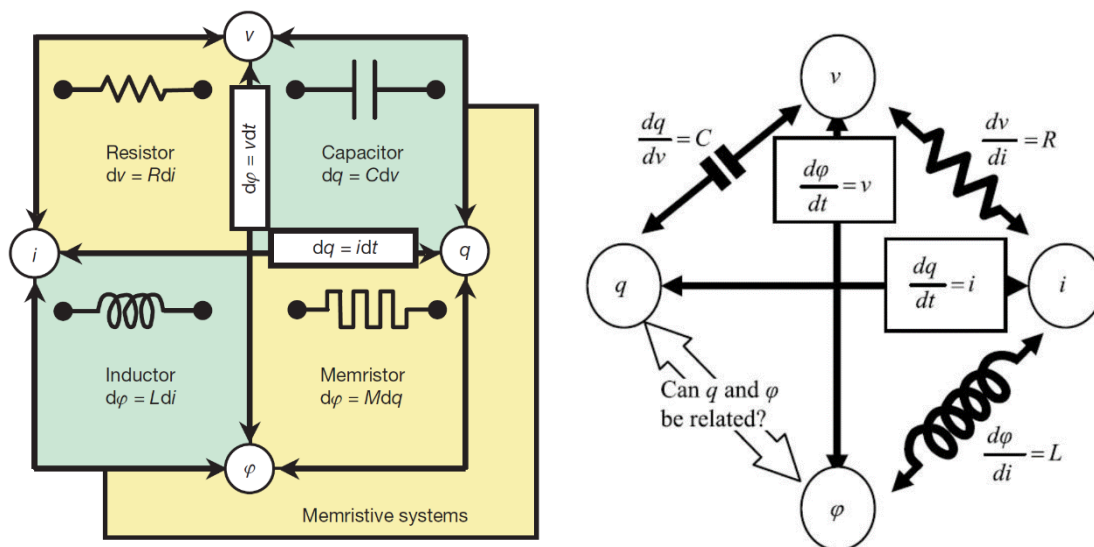 v
Resistor
dv = Rdi
Capacitor
dq = Cdv
dφ = vdt
i
dq = idt
q
Inductor
dφ = Ldi
Memristor
dφ = Mdq
φ
Memristive systems
v
dq/dv = C
dv/di = R
dφ/dt = v
q
dq/dt = i
i
Can q and φ
be related?
dφ/di = L
φ